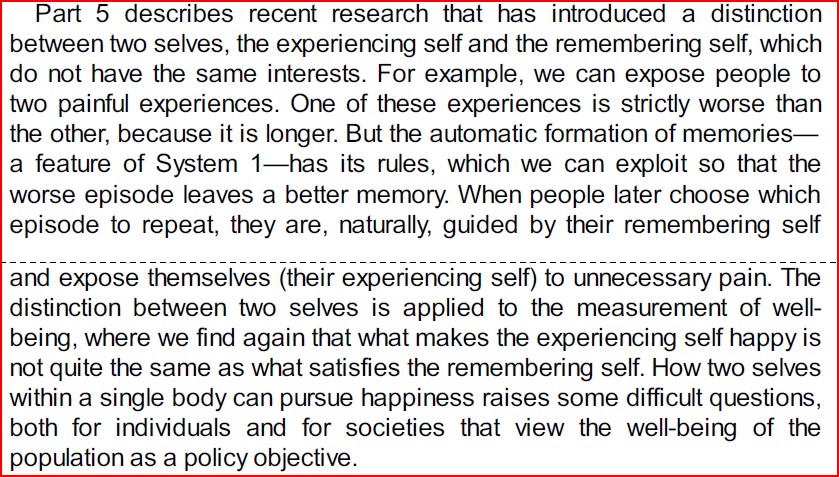 Part 5 describes recent research that has introduced a distinction
between two selves, the experiencing self and the remembering self, which
do not have the same interests. For example, we can expose people to
two painful experiences. One of these experiences is strictly worse than
the other, because it is longer. But the automatic formation of memories—
a feature of System 1—has its rules, which we can exploit so that the
worse episode leaves a better memory. When people later choose which
episode to repeat, they are, naturally, guided by their remembering self
and expose themselves (their experiencing self) to unnecessary pain. The
distinction between two selves is applied to the measurement of well-
being, where we find again that what makes the experiencing self happy is
not quite the same as what satisfies the remembering self. How two selves
within a single body can pursue happiness raises some difficult questions,
both for individuals and for societies that view the well-being of the
population as a policy objective.